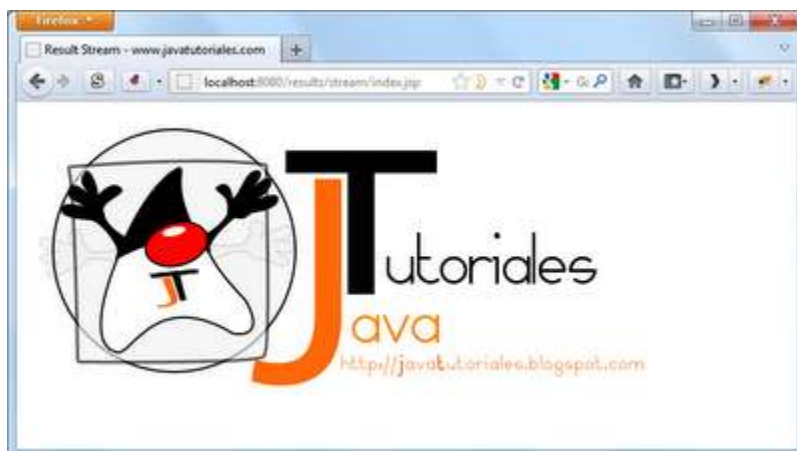 Firefox
Result Stream - www.javatutoriales.com
localhost:8080/results/stream/index.jsp
JT
Tutoriales
Java
http://javatutoriales.blogspot.com